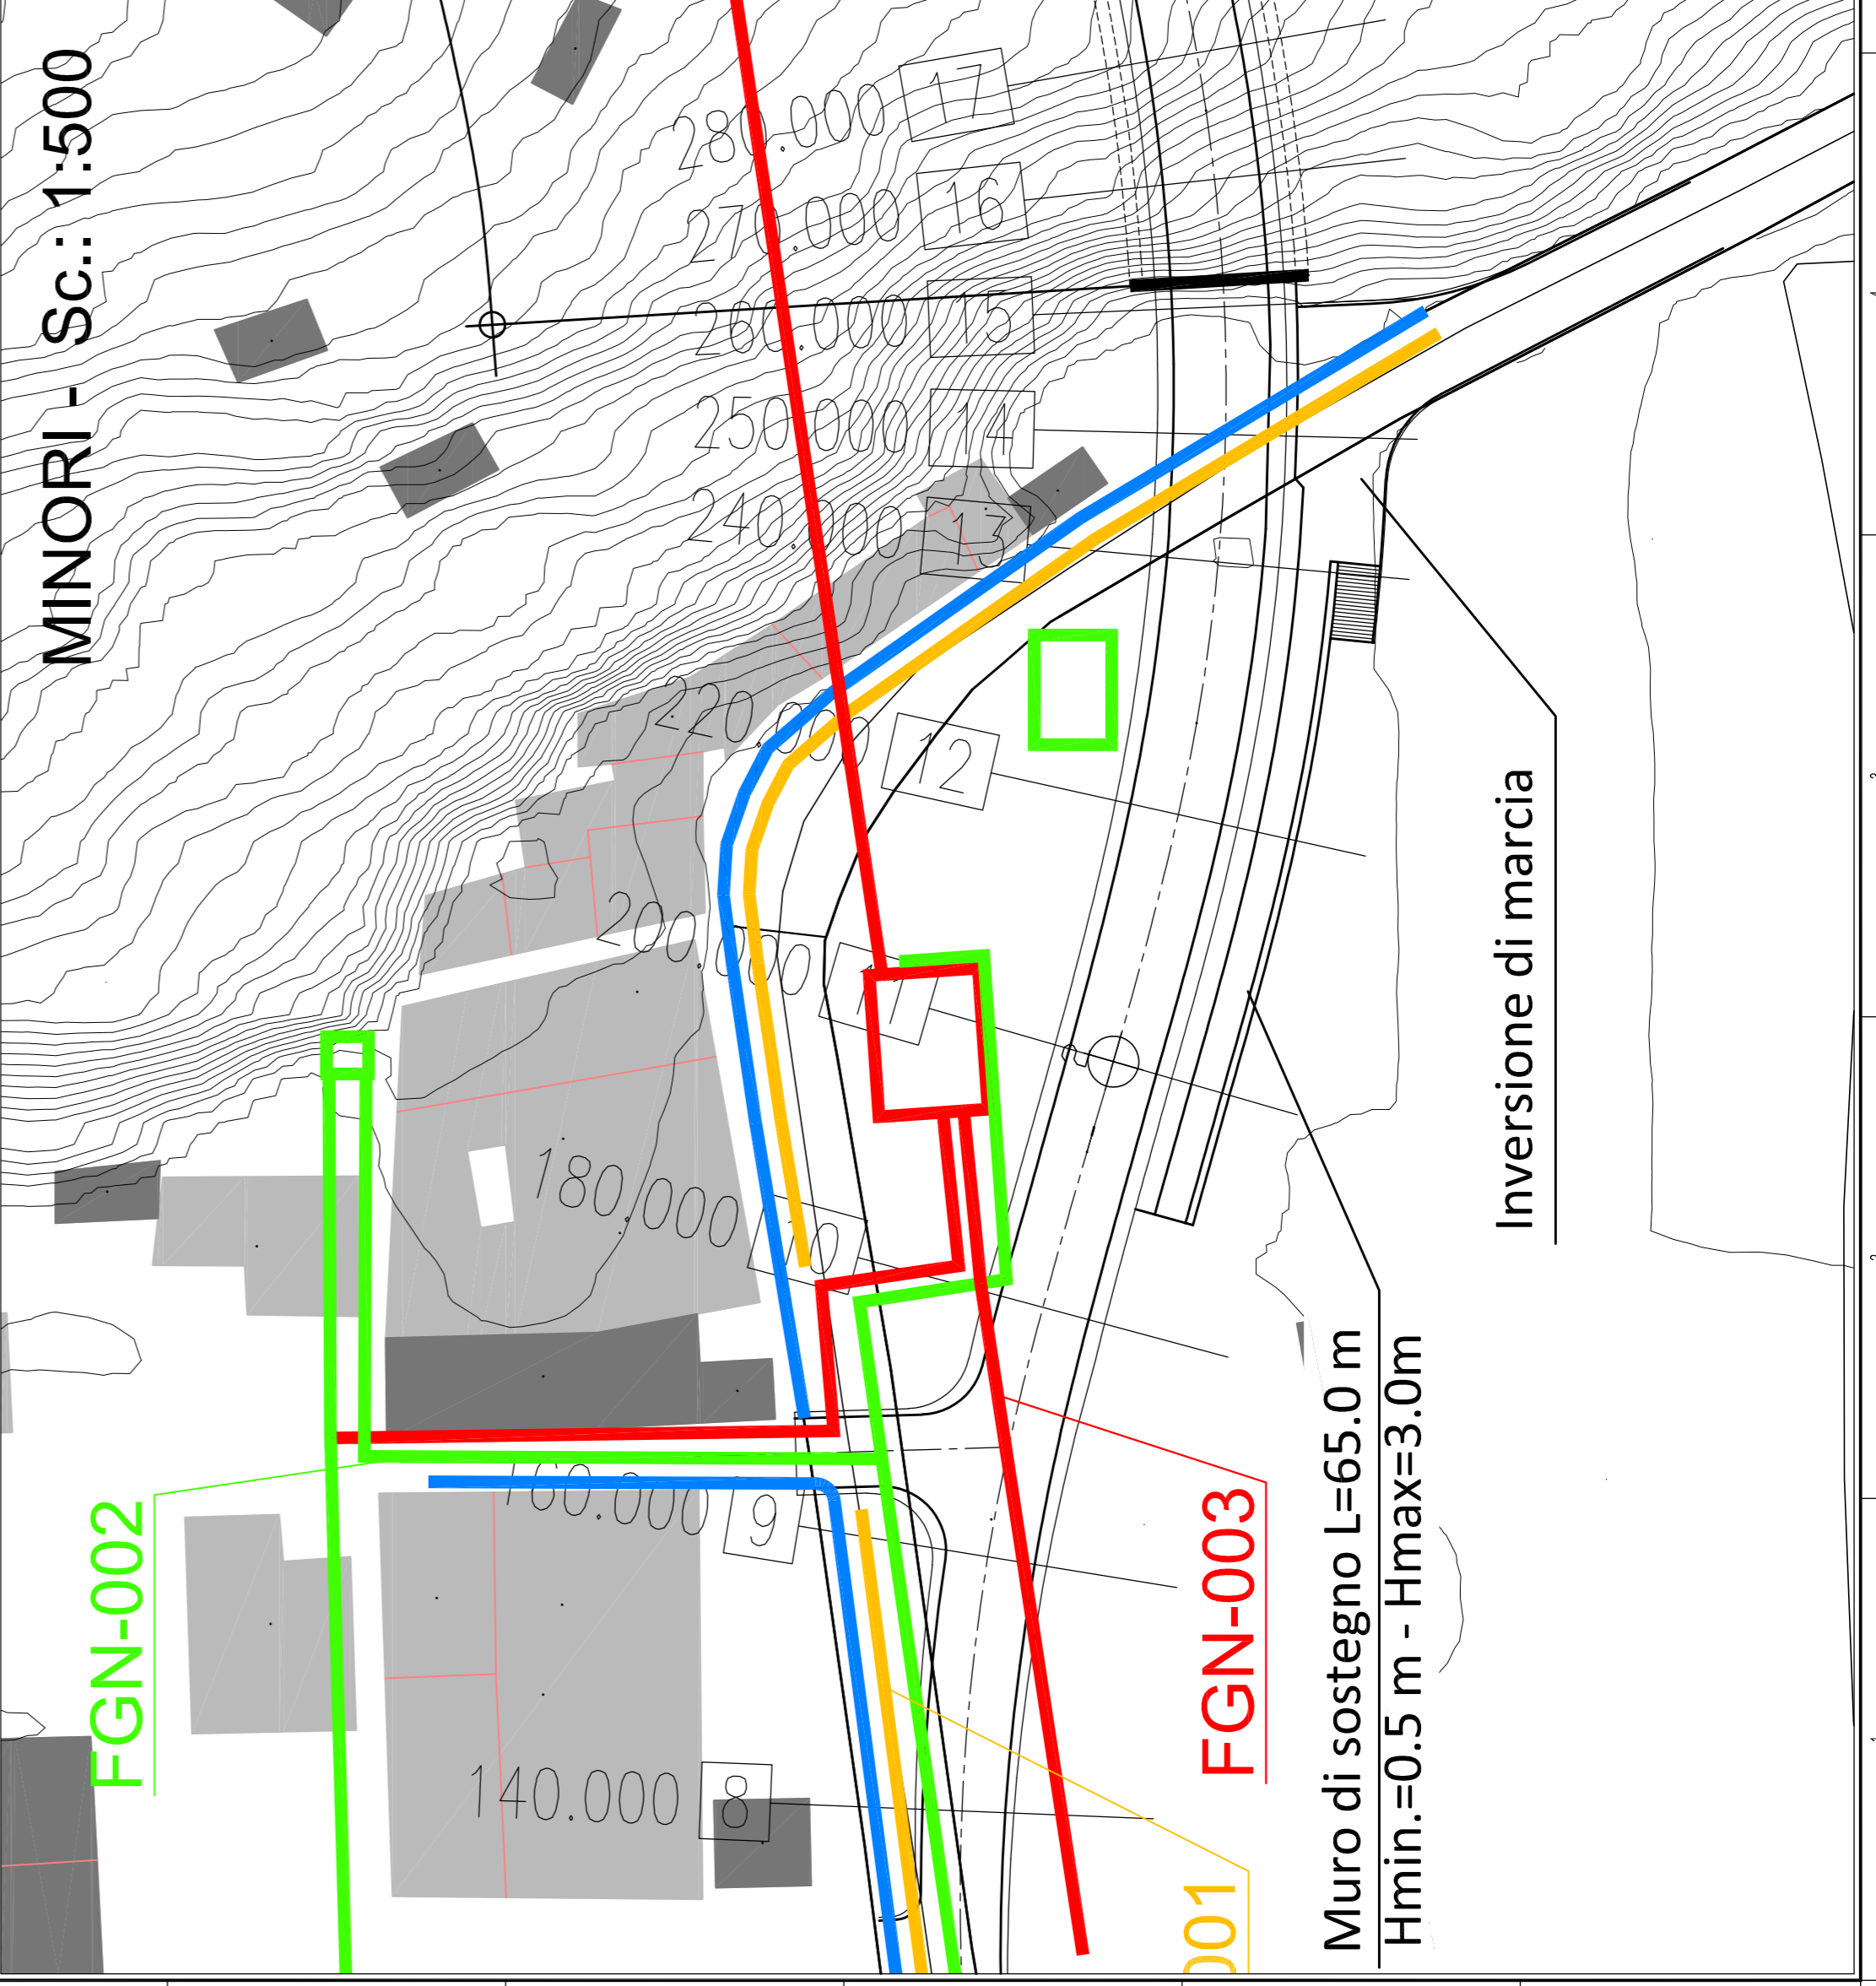 MINORI - Sc.: 1:500
280.000 17
270.000 16
260.000 15
250.000 14
240.000 13
220.000 12
200.000 11
180.000 10
160.000 9
140.000 8
Inversione di marcia
Muro di sostegno L=65.0 m
Hmin.=0.5 m - Hmax=3.0m
FGN-002
FGN-003
001